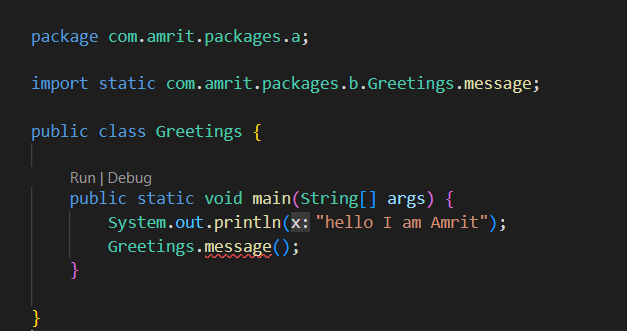 package com.amrit.packages.a;
import static com.amrit.packages.b.Greetings.message;
public class Greetings {
Run | Debug
public static void main(String[] args) {
System.out.println(x: "hello I am Amrit");
Greetings.message();
}
}